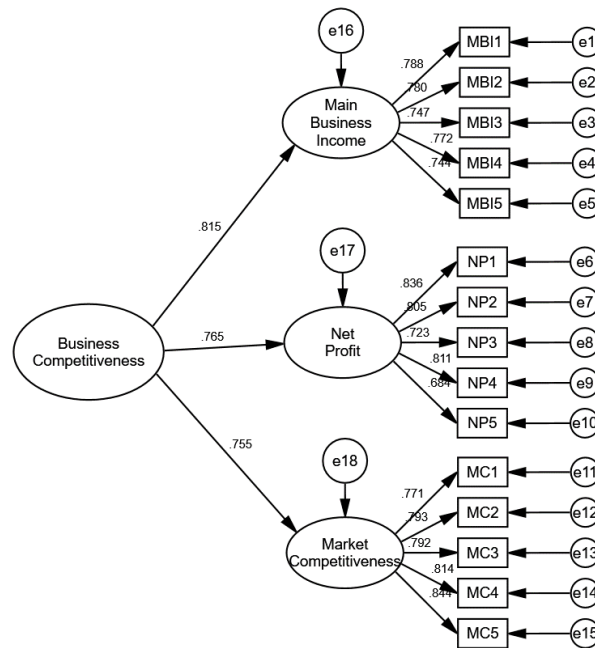 e16
Main
Business
Income
.788
.780
.747
.772
.744
MBI1
e1
MBI2
e2
MBI3
e3
MBI4
e4
MBI5
e5
.815
e17
Net
Profit
.836
.805
.723
.811
.684
NP1
e6
NP2
e7
NP3
e8
NP4
e9
NP5
e10
Business
Competitiveness
.765
.755
e18
Market
Competitiveness
.771
.793
.792
.814
.844
MC1
e11
MC2
e12
MC3
e13
MC4
e14
MC5
e15